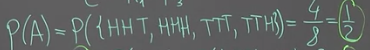 P(A)=P({HHT, HHH, TTT, TTH})= 4/8 = 1/2